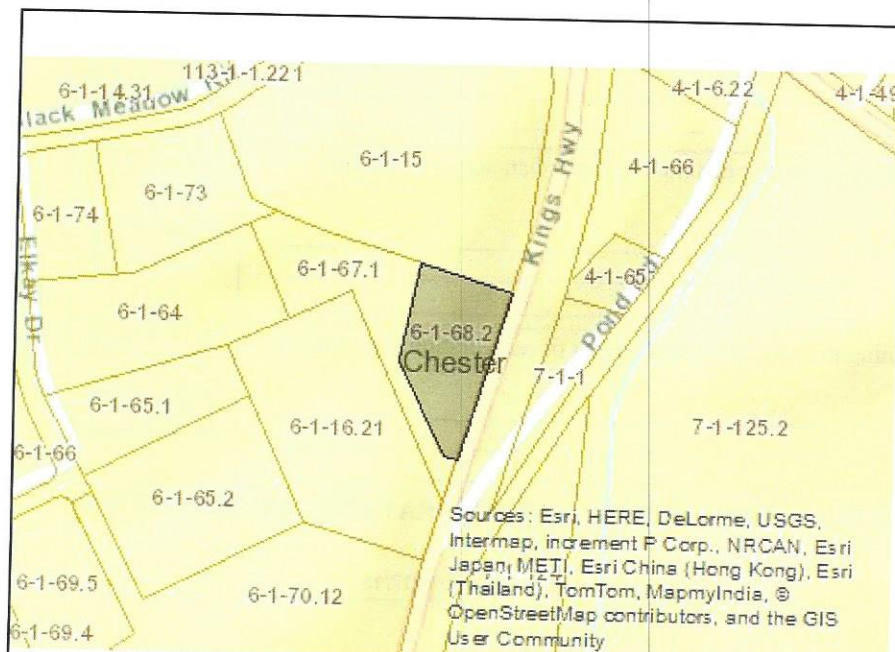 6-1-14.31
113-1-1.221
Black Meadow
6-1-15
4-1-6.22
4-1-49
Kings Hwy
4-1-66
6-1-74
6-1-73
Elkay Dr
6-1-67.1
4-1-65
Pond Rd
6-1-64
6-1-68.2
Chester
7-1-1
6-1-65.1
6-1-16.21
7-1-125.2
6-1-66
6-1-65.2
6-1-69.5
6-1-70.12
6-1-69.4
Sources: Esri, HERE, DeLorme, USGS,
Intermap, increment P Corp., NRCAN, Esri
Japan, METI, Esri China (Hong Kong), Esri
(Thailand), TomTom, MapmyIndia, ©
OpenStreetMap contributors, and the GIS
User Community